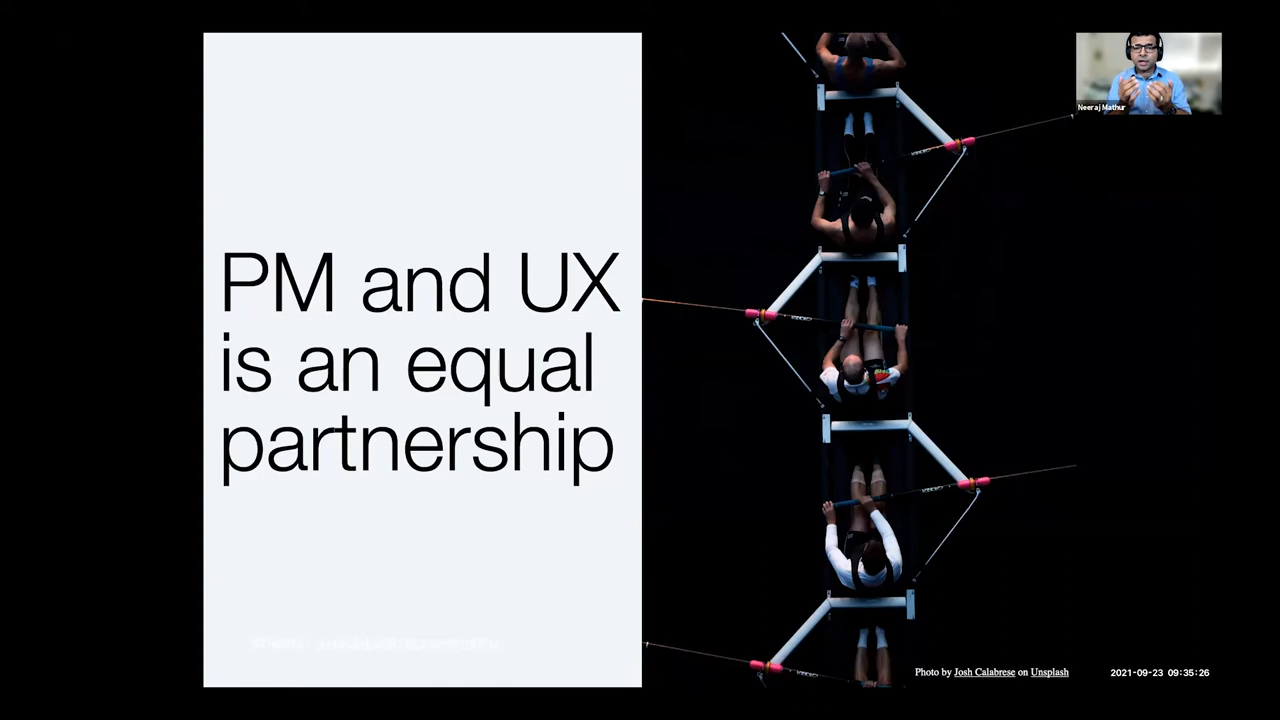 PM and UX
is an equal
partnership
Neeraj Mathur
Photo by Josh Calabrese on Unsplash
2021-09-23 09:35:26